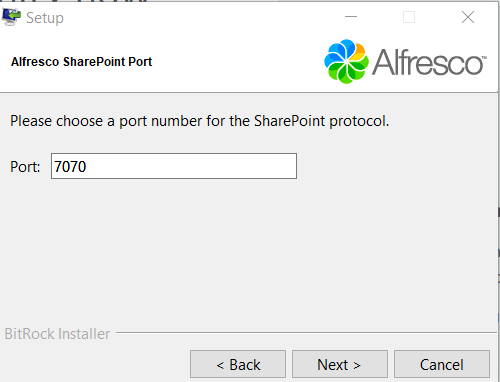 Setup
Alfresco SharePoint Port
Alfresco™
Please choose a port number for the SharePoint protocol.
Port: 7070
BitRock Installer
< Back Next > Cancel